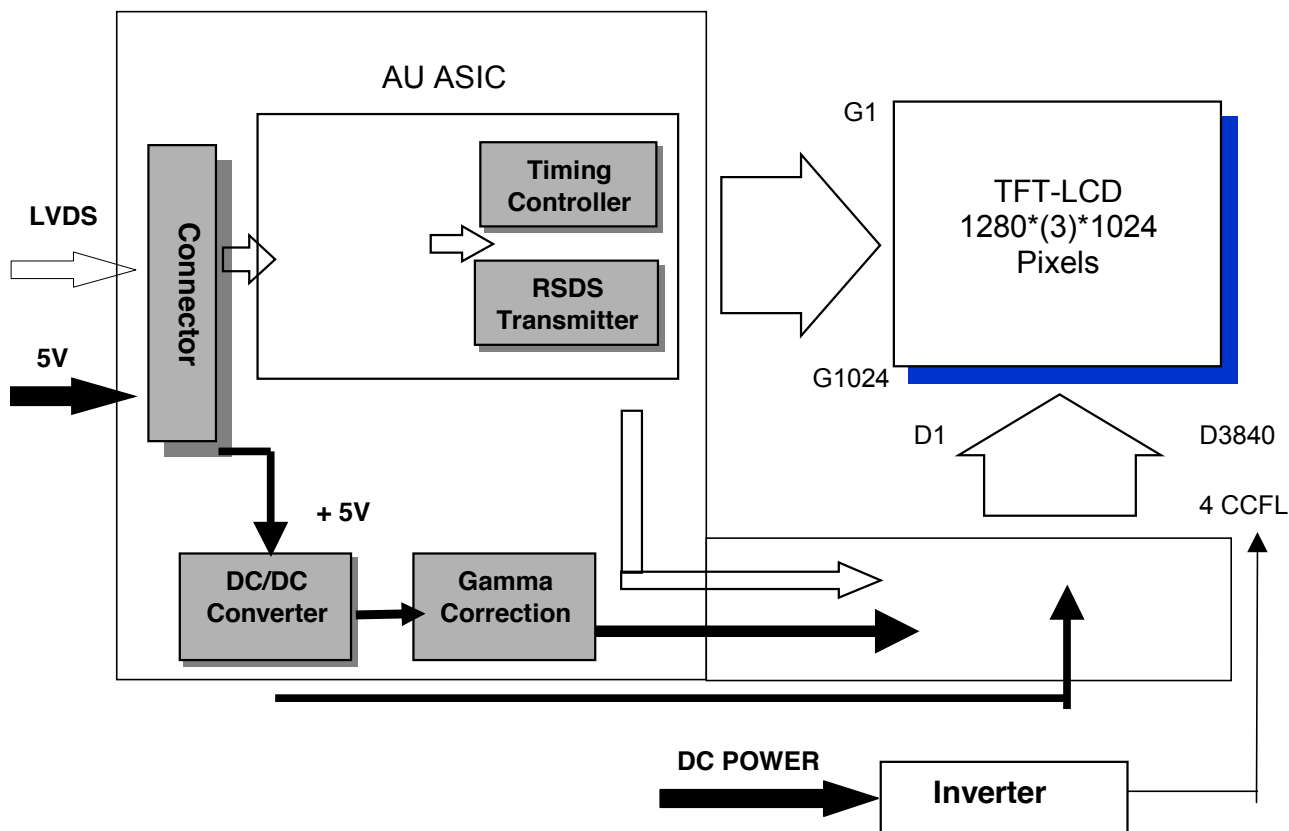 AU ASIC
G1
Timing
Controller
TFT-LCD
1280*(3)*1024
Pixels
LVDS
Connector
RSDS
Transmitter
5V
G1024
D1
D3840
4 CCFL
+ 5V
DC/DC
Converter
Gamma
Correction
DC POWER
Inverter